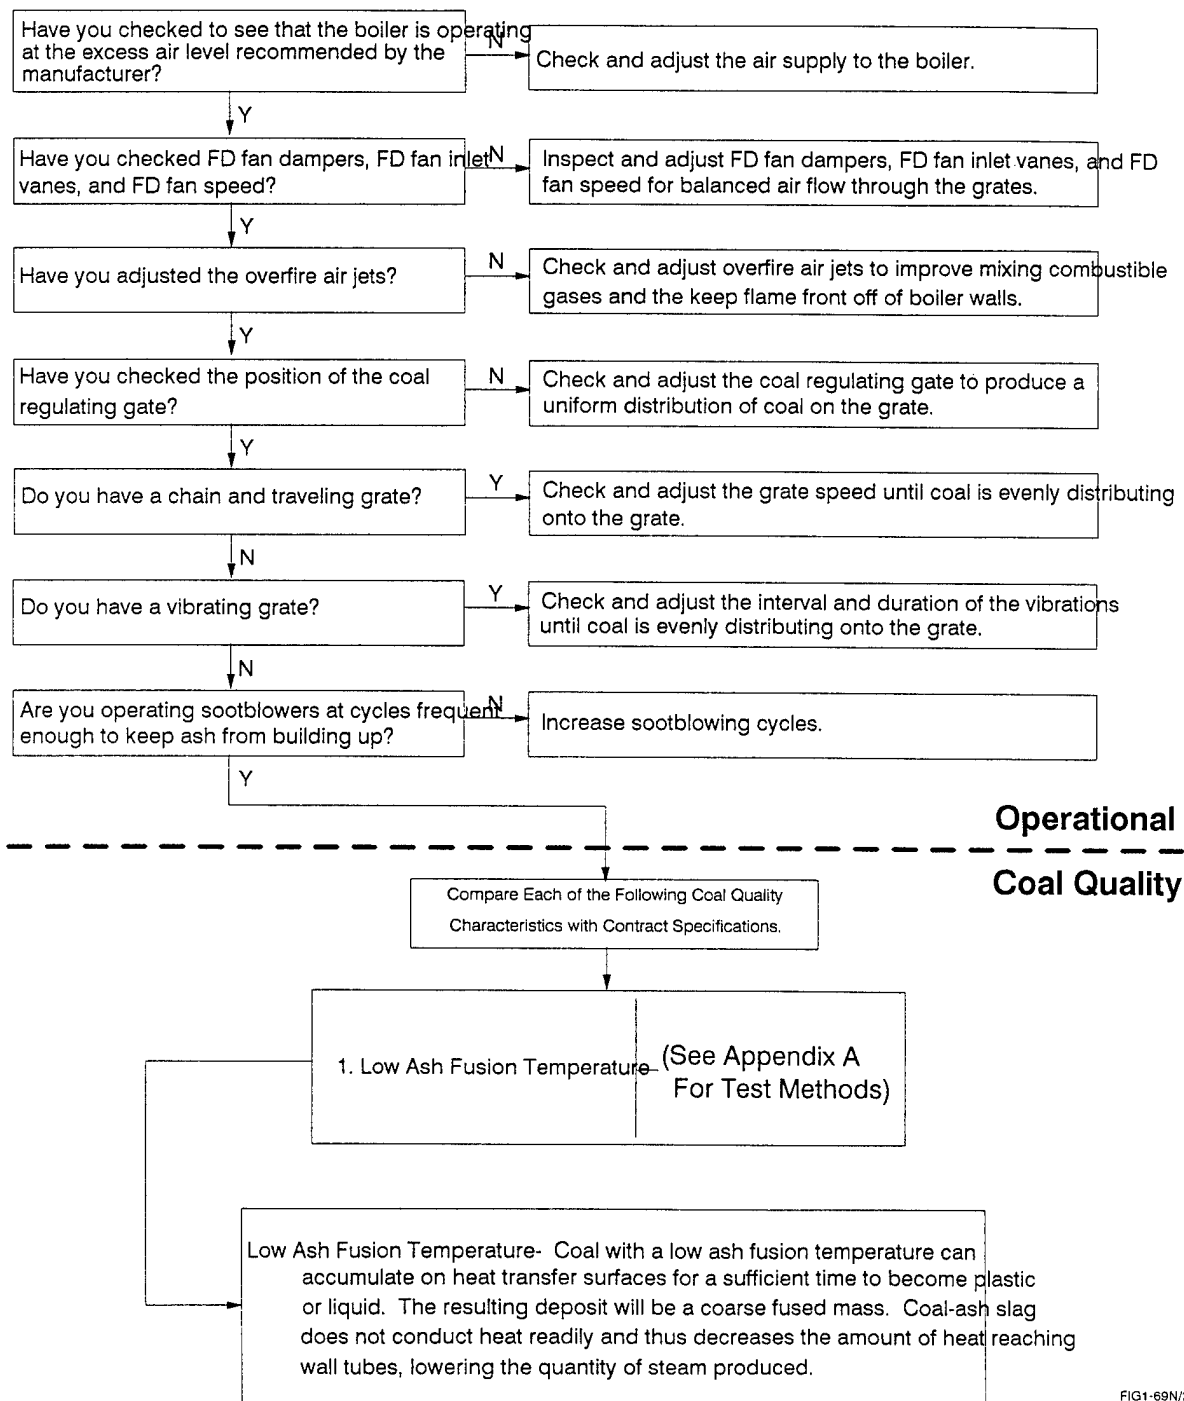 Have you checked to see that the boiler is operating
at the excess air level recommended by the
manufacturer?
N
Check and adjust the air supply to the boiler.
Y
Have you checked FD fan dampers, FD fan inlet
vanes, and FD fan speed?
N
Inspect and adjust FD fan dampers, FD fan inlet vanes, and FD
fan speed for balanced air flow through the grates.
Y
Have you adjusted the overfire air jets?
N
Check and adjust overfire air jets to improve mixing combustible
gases and the keep flame front off of boiler walls.
Y
Have you checked the position of the coal
regulating gate?
N
Check and adjust the coal regulating gate to produce a
uniform distribution of coal on the grate.
Y
Do you have a chain and traveling grate?
Y
Check and adjust the grate speed until coal is evenly distributing
onto the grate.
N
Do you have a vibrating grate?
Y
Check and adjust the interval and duration of the vibrations
until coal is evenly distributing onto the grate.
N
Are you operating sootblowers at cycles frequent
enough to keep ash from building up?
N
Increase sootblowing cycles.
Y
Operational
Coal Quality
Compare Each of the Following Coal Quality
Characteristics with Contract Specifications.
1. Low Ash Fusion Temperature–
(See Appendix A
For Test Methods)
Low Ash Fusion Temperature- Coal with a low ash fusion temperature can
accumulate on heat transfer surfaces for a sufficient time to become plastic
or liquid. The resulting deposit will be a coarse fused mass. Coal-ash slag
does not conduct heat readily and thus decreases the amount of heat reaching
wall tubes, lowering the quantity of steam produced.